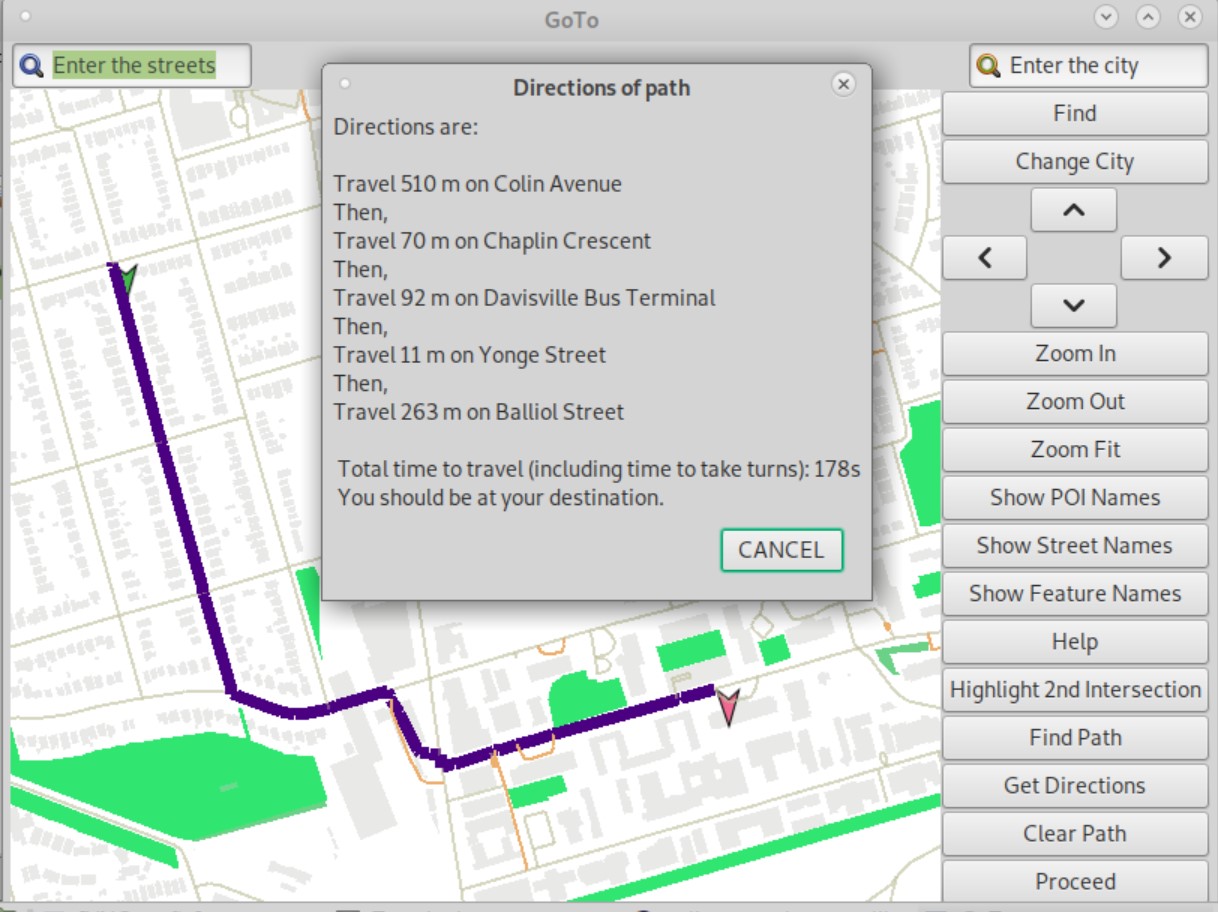 GoTo
Enter the streets
Enter the city
Directions of path
Directions are:
Travel 510 m on Colin Avenue
Then,
Travel 70 m on Chaplin Crescent
Then,
Travel 92 m on Davisville Bus Terminal
Then,
Travel 11 m on Yonge Street
Then,
Travel 263 m on Balliol Street
Total time to travel (including time to take turns): 178s
You should be at your destination.
CANCEL
Find
Change City
Zoom In
Zoom Out
Zoom Fit
Show POI Names
Show Street Names
Show Feature Names
Help
Highlight 2nd Intersection
Find Path
Get Directions
Clear Path
Proceed